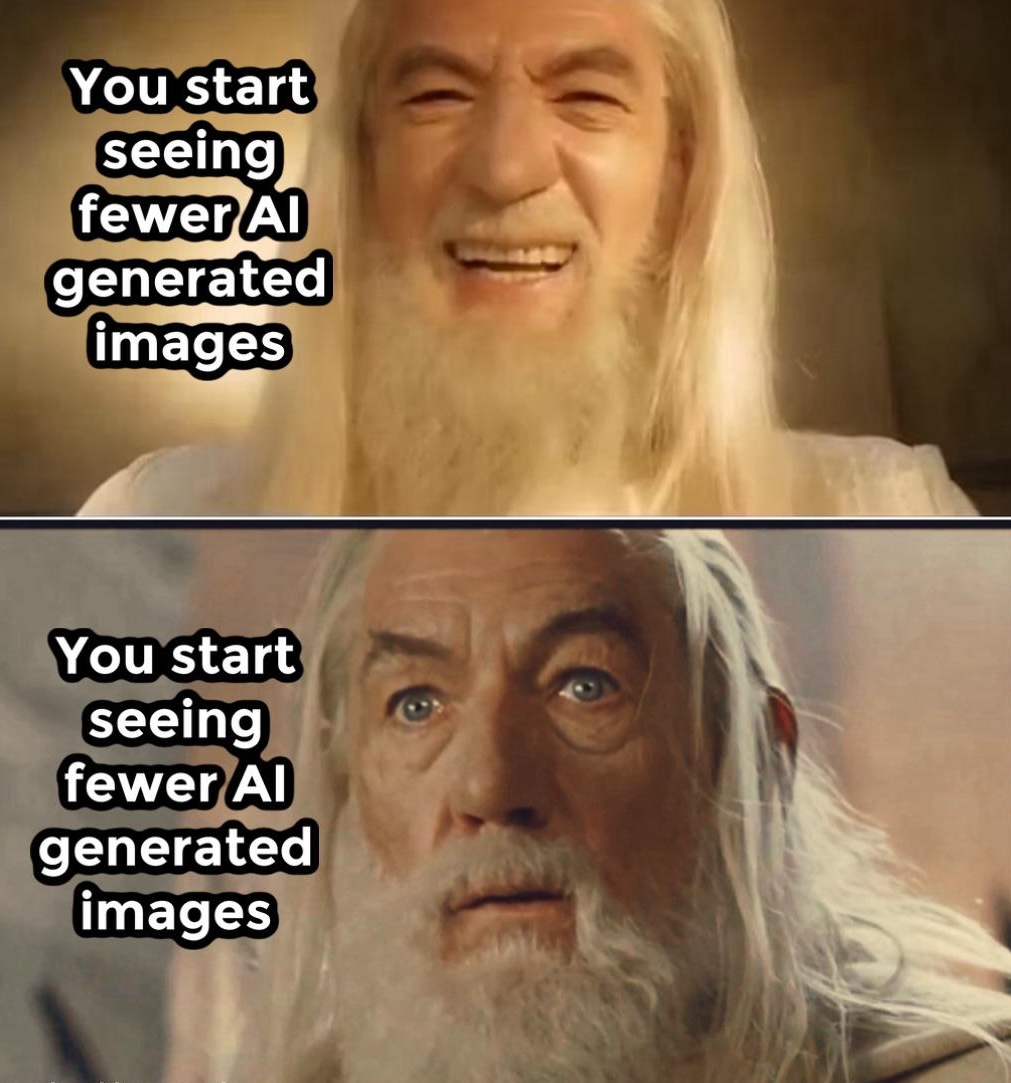 You start
seeing
fewer AI
generated
images
You start
seeing
fewer AI
generated
images